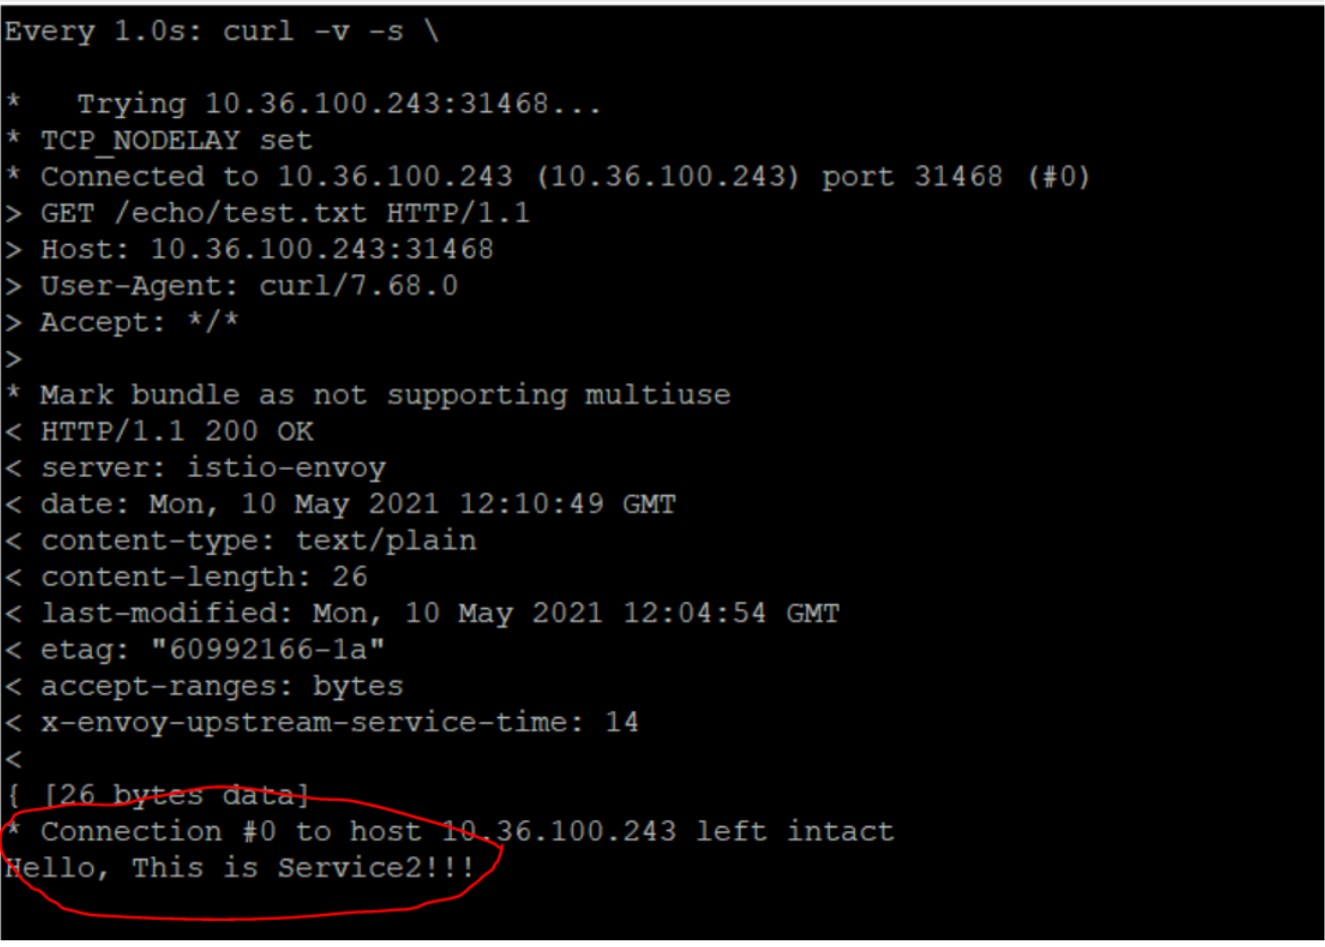 Every 1.0s: curl -v -s \
*   Trying 10.36.100.243:31468...
* TCP_NODELAY set
* Connected to 10.36.100.243 (10.36.100.243) port 31468 (#0)
> GET /echo/test.txt HTTP/1.1
> Host: 10.36.100.243:31468
> User-Agent: curl/7.68.0
> Accept: */*
>
* Mark bundle as not supporting multiuse
< HTTP/1.1 200 OK
< server: istio-envoy
< date: Mon, 10 May 2021 12:10:49 GMT
< content-type: text/plain
< content-length: 26
< last-modified: Mon, 10 May 2021 12:04:54 GMT
< etag: "60992166-1a"
< accept-ranges: bytes
< x-envoy-upstream-service-time: 14
<
{ [26 bytes data]
* Connection #0 to host 10.36.100.243 left intact
Hello, This is Service2!!!